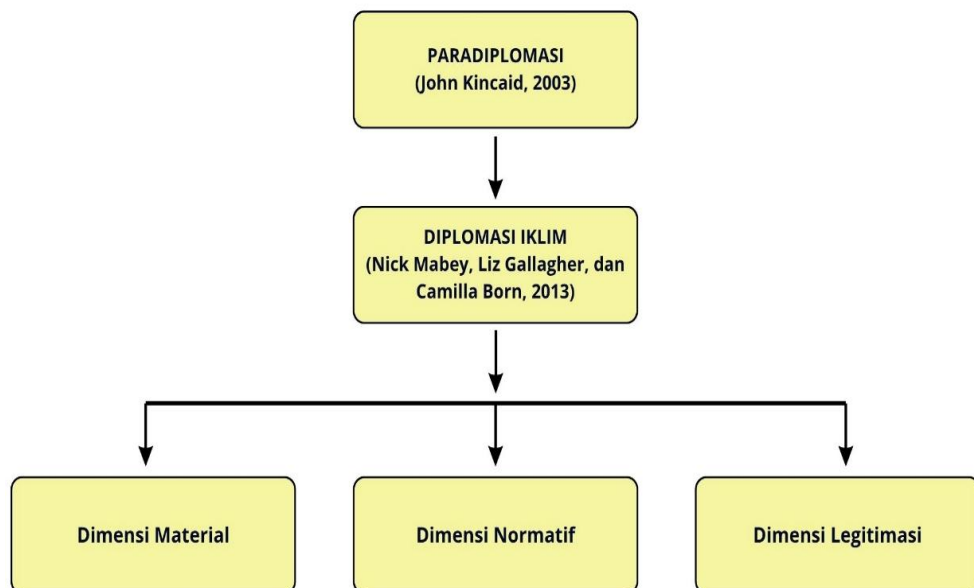 PARADIPLOMASI
(John Kincaid, 2003)
DIPLOMASI IKLIM
(Nick Mabey, Liz Gallagher, dan
Camilla Born, 2013)
Dimensi Material
Dimensi Normatif
Dimensi Legitimasi